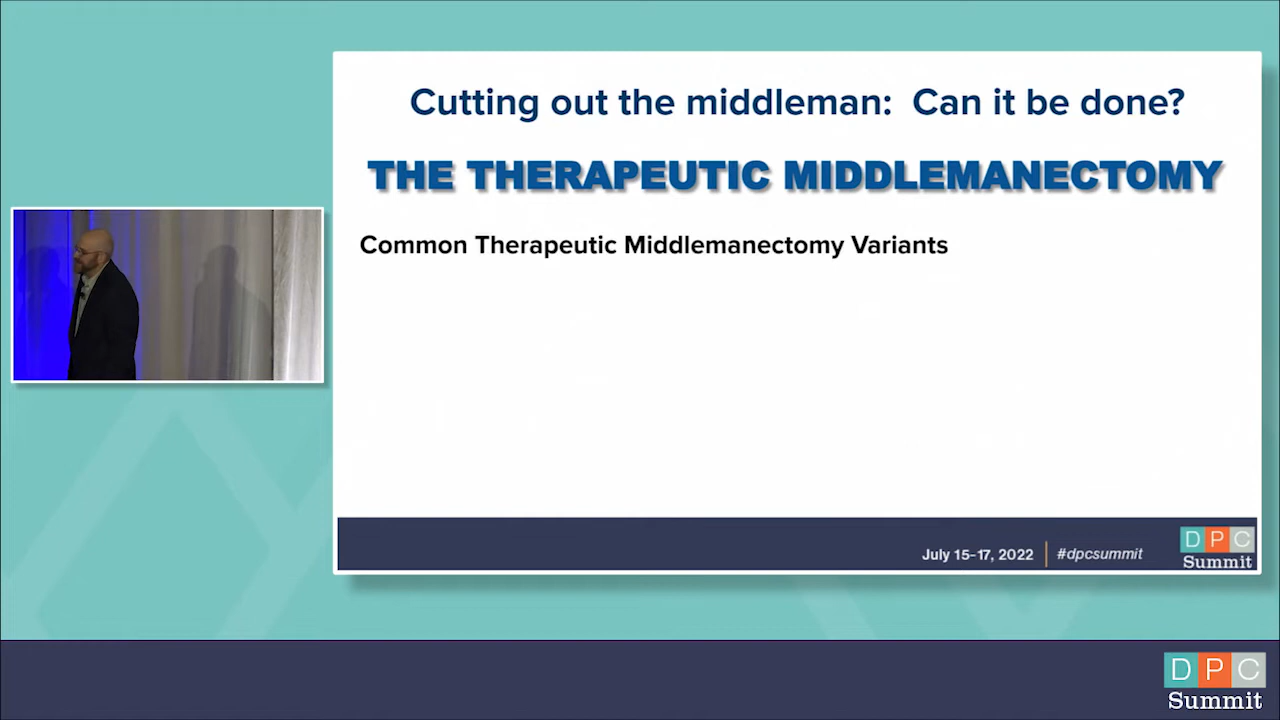 Cutting out the middleman: Can it be done?
THE THERAPEUTIC MIDDLEMANECTOMY
Common Therapeutic Middlemanectomy Variants
July 15-17, 2022 #dpcsummit
DPC
Summit
DPC
Summit